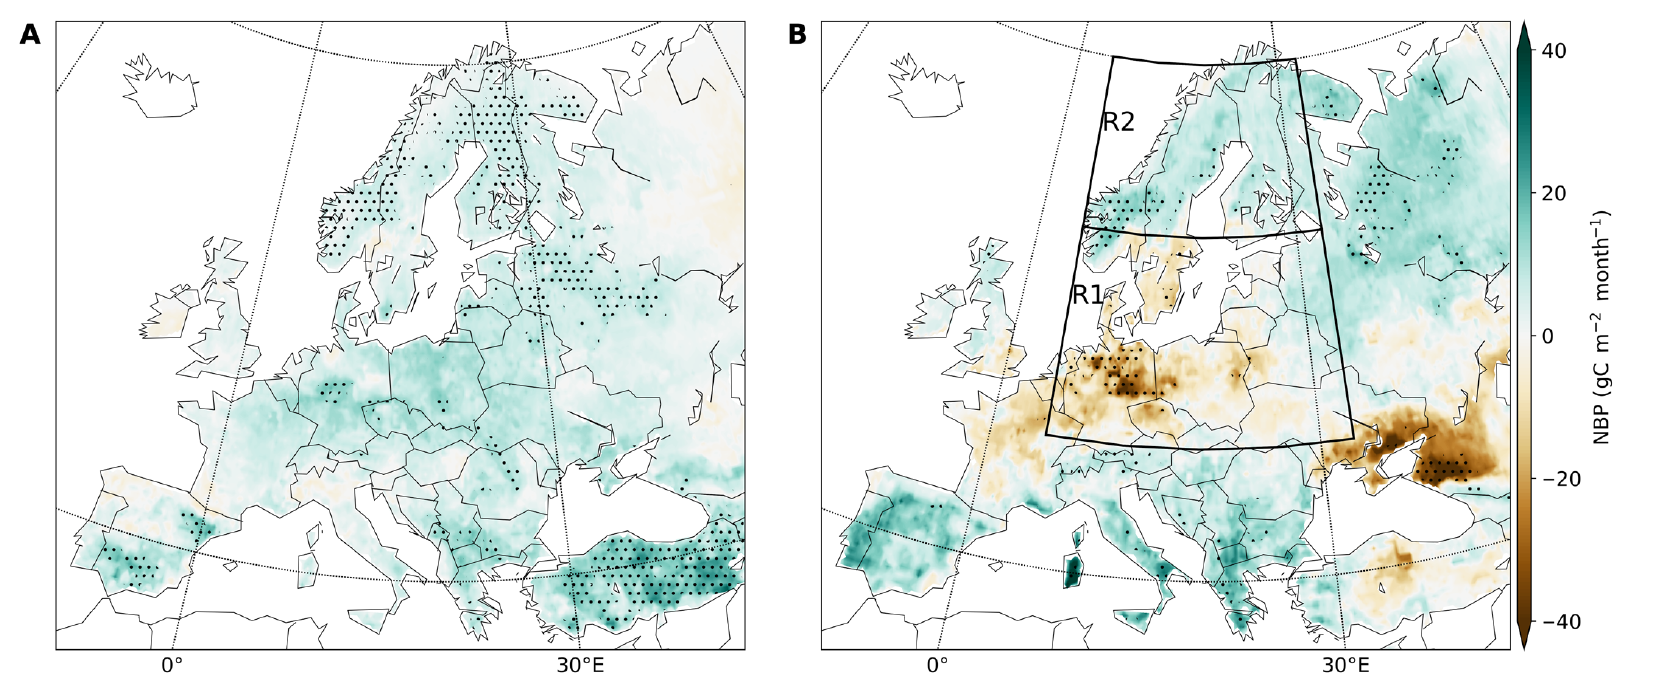 A
B
R2
R1
0°
30°E
0°
30°E
40
20
0
−20
−40
NBP (gC m⁻² month⁻¹)